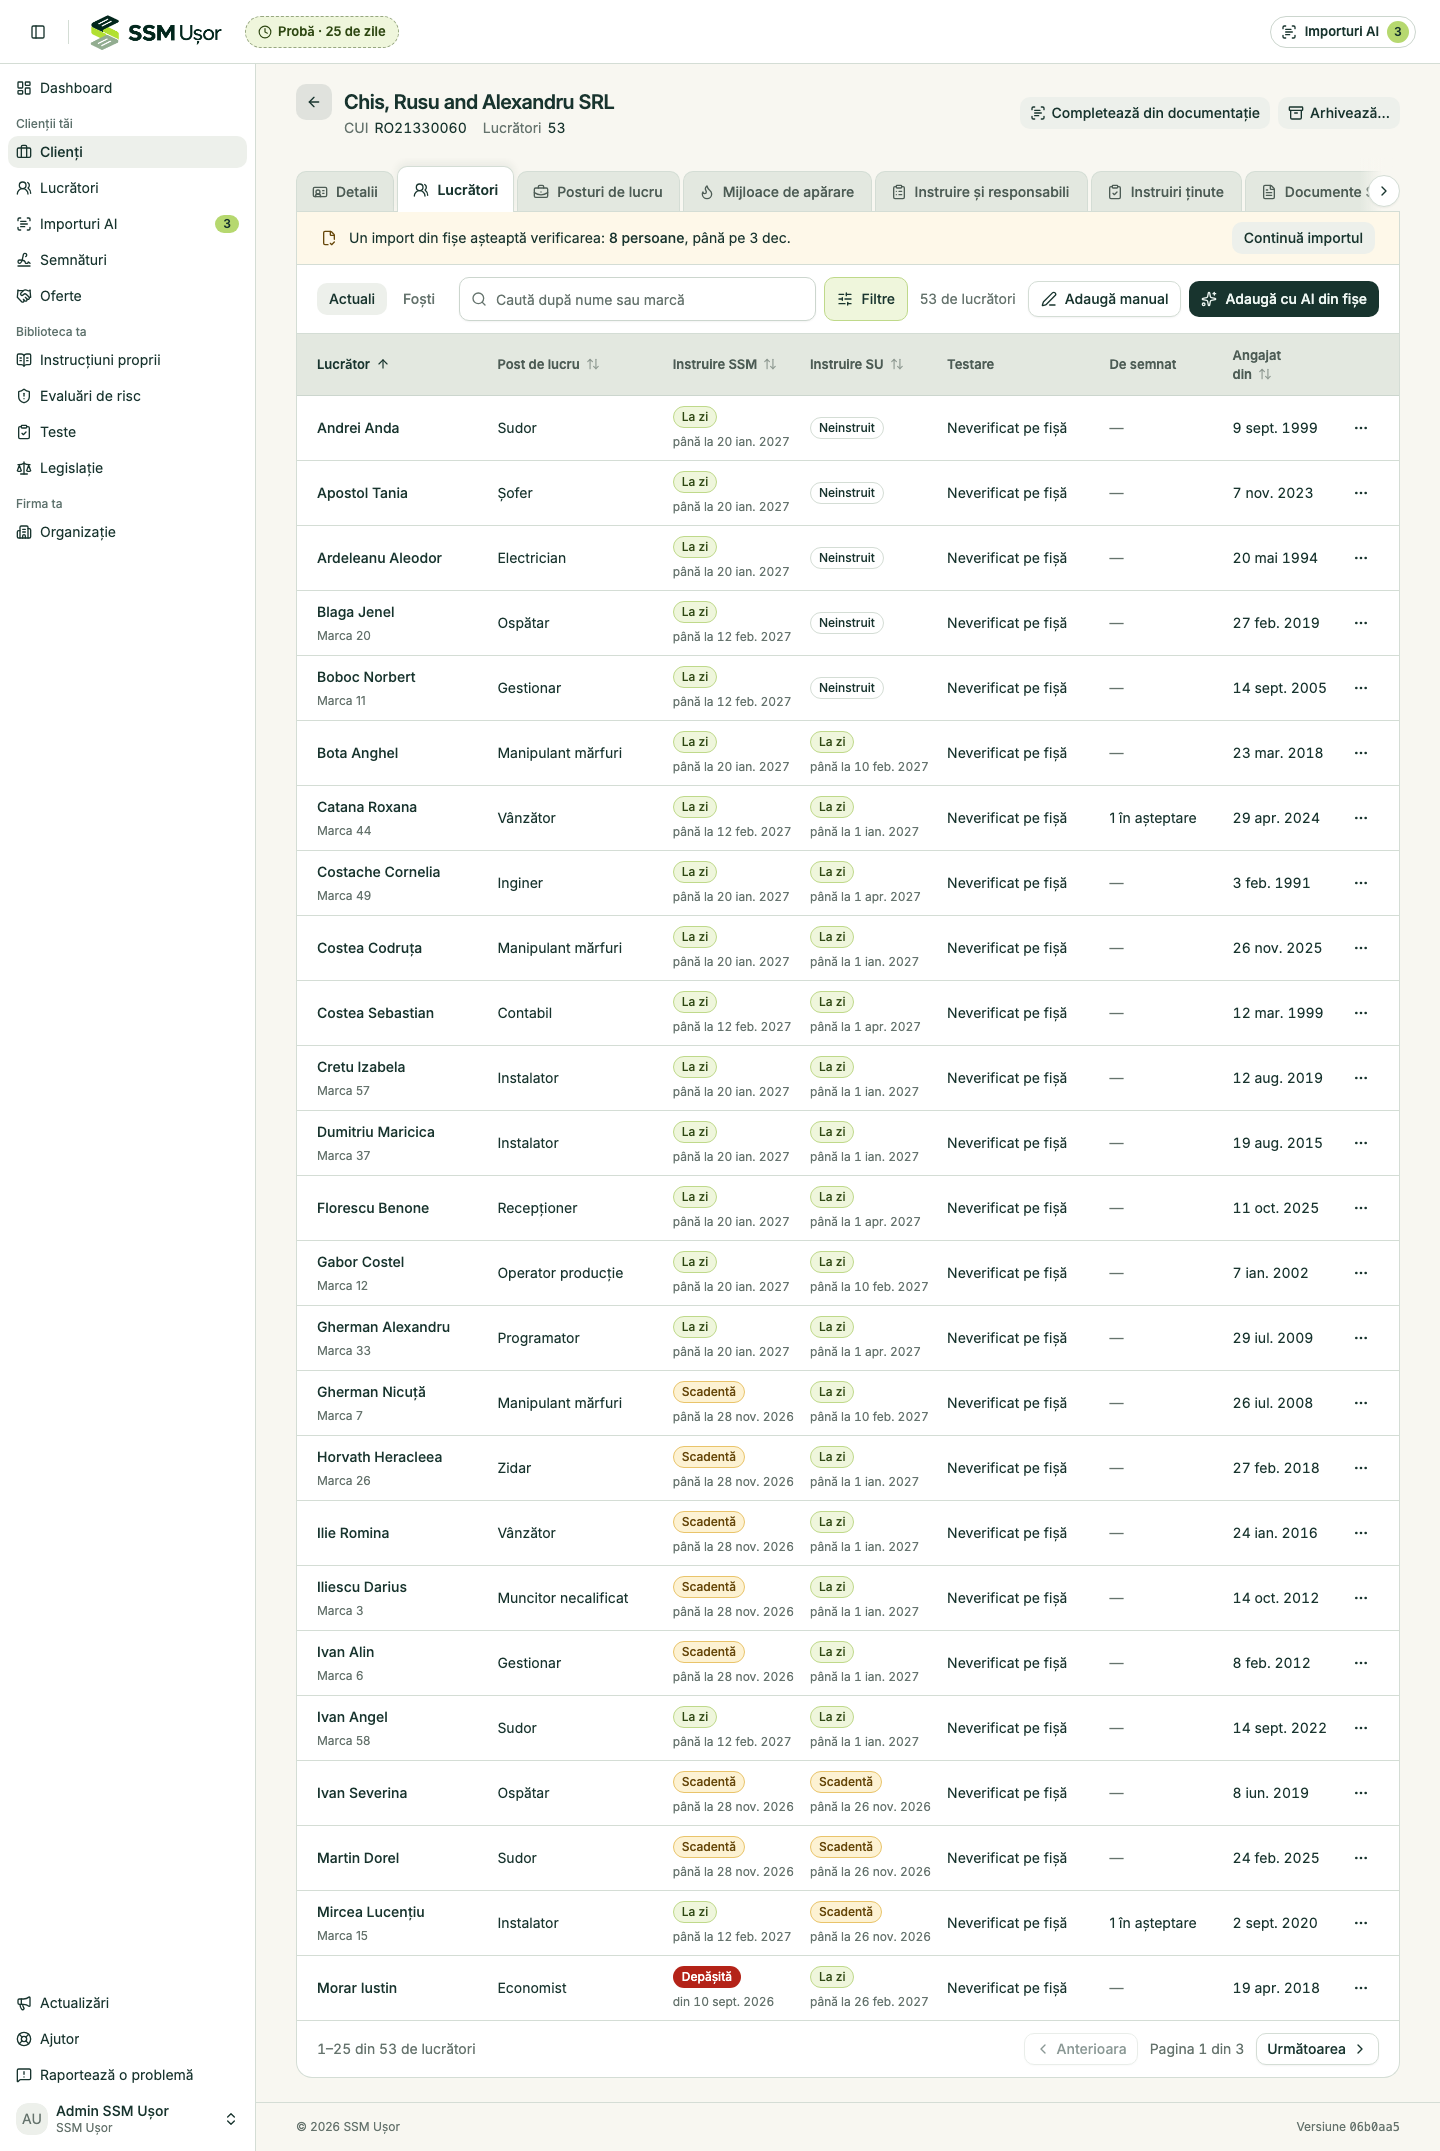 SSM Ușor
Probă · 25 de zile
Importuri AI 3
Dashboard
Clienții tăi
Clienți
Lucrători
Importuri AI 3
Semnături
Oferte
Biblioteca ta
Instrucțiuni proprii
Evaluări de risc
Teste
Legislație
Firma ta
Organizație
Actualizări
Ajutor
Raportează o problemă
AU
Admin SSM Ușor
SSM Ușor
Chis, Rusu and Alexandru SRL
CUI RO21330060 Lucrători 53
Completează din documentație
Arhivează...
Detalii
Lucrători
Posturi de lucru
Mijloace de apărare
Instruire și responsabili
Instruiri ținute
Documente
Un import din fișe așteaptă verificarea: 8 persoane, până pe 3 dec.
Continuă importul
Actuali
Foști
Caută după nume sau marcă
Filtre
53 de lucrători
Adaugă manual
Adaugă cu AI din fișe
Lucrător Post de lucru Instruire SSM Instruire SU Testare De semnat Angajat din
Andrei Anda Sudor La zi până la 20 ian. 2027 Neinstruit Neverificat pe fișă — 9 sept. 1999
Apostol Tania Șofer La zi până la 20 ian. 2027 Neinstruit Neverificat pe fișă — 7 nov. 2023
Ardeleanu Aleodor Electrician La zi până la 20 ian. 2027 Neinstruit Neverificat pe fișă — 20 mai 1994
Blaga Jenel Marca 20 Ospătar La zi până la 12 feb. 2027 Neinstruit Neverificat pe fișă — 27 feb. 2019
Boboc Norbert Marca 11 Gestionar La zi până la 12 feb. 2027 Neinstruit Neverificat pe fișă — 14 sept. 2005
Bota Anghel Manipulant mărfuri La zi până la 20 ian. 2027 La zi până la 10 feb. 2027 Neverificat pe fișă — 23 mar. 2018
Catana Roxana Marca 44 Vânzător La zi până la 12 feb. 2027 La zi până la 1 ian. 2027 Neverificat pe fișă 1 în așteptare 29 apr. 2024
Costache Cornelia Marca 49 Inginer La zi până la 20 ian. 2027 La zi până la 1 apr. 2027 Neverificat pe fișă — 3 feb. 1991
Costea Codruța Manipulant mărfuri La zi până la 20 ian. 2027 La zi până la 1 ian. 2027 Neverificat pe fișă — 26 nov. 2025
Costea Sebastian Contabil La zi până la 12 feb. 2027 La zi până la 1 apr. 2027 Neverificat pe fișă — 12 mar. 1999
Cretu Izabela Marca 57 Instalator La zi până la 20 ian. 2027 La zi până la 1 ian. 2027 Neverificat pe fișă — 12 aug. 2019
Dumitriu Maricica Marca 37 Instalator La zi până la 20 ian. 2027 La zi până la 1 ian. 2027 Neverificat pe fișă — 19 aug. 2015
Florescu Benone Recepționer La zi până la 20 ian. 2027 La zi până la 1 apr. 2027 Neverificat pe fișă — 11 oct. 2025
Gabor Costel Marca 12 Operator producție La zi până la 20 ian. 2027 La zi până la 10 feb. 2027 Neverificat pe fișă — 7 ian. 2002
Gherman Alexandru Marca 33 Programator La zi până la 20 ian. 2027 La zi până la 1 apr. 2027 Neverificat pe fișă — 29 iul. 2009
Gherman Nicuță Marca 7 Manipulant mărfuri Scadentă până la 28 nov. 2026 La zi până la 10 feb. 2027 Neverificat pe fișă — 26 iul. 2008
Horvath Heracleea Marca 26 Zidar Scadentă până la 28 nov. 2026 La zi până la 1 ian. 2027 Neverificat pe fișă — 27 feb. 2018
Ilie Romina Vânzător Scadentă până la 28 nov. 2026 La zi până la 1 ian. 2027 Neverificat pe fișă — 24 ian. 2016
Iliescu Darius Marca 3 Muncitor necalificat Scadentă până la 28 nov. 2026 La zi până la 1 ian. 2027 Neverificat pe fișă — 14 oct. 2012
Ivan Alin Marca 6 Gestionar Scadentă până la 28 nov. 2026 La zi până la 1 ian. 2027 Neverificat pe fișă — 8 feb. 2012
Ivan Angel Marca 58 Sudor La zi până la 12 feb. 2027 La zi până la 1 ian. 2027 Neverificat pe fișă — 14 sept. 2022
Ivan Severina Ospătar Scadentă până la 28 nov. 2026 Scadentă până la 26 nov. 2026 Neverificat pe fișă — 8 iun. 2019
Martin Dorel Sudor Scadentă până la 28 nov. 2026 Scadentă până la 26 nov. 2026 Neverificat pe fișă — 24 feb. 2025
Mircea Lucențiu Marca 15 Instalator La zi până la 12 feb. 2027 Scadentă până la 26 nov. 2026 Neverificat pe fișă 1 în așteptare 2 sept. 2020
Morar Iustin Economist Depășită din 10 sept. 2026 La zi până la 26 feb. 2027 Neverificat pe fișă — 19 apr. 2018
1–25 din 53 de lucrători
Anterioara
Pagina 1 din 3
Următoarea
© 2026 SSM Ușor
Versiune 06b0aa5